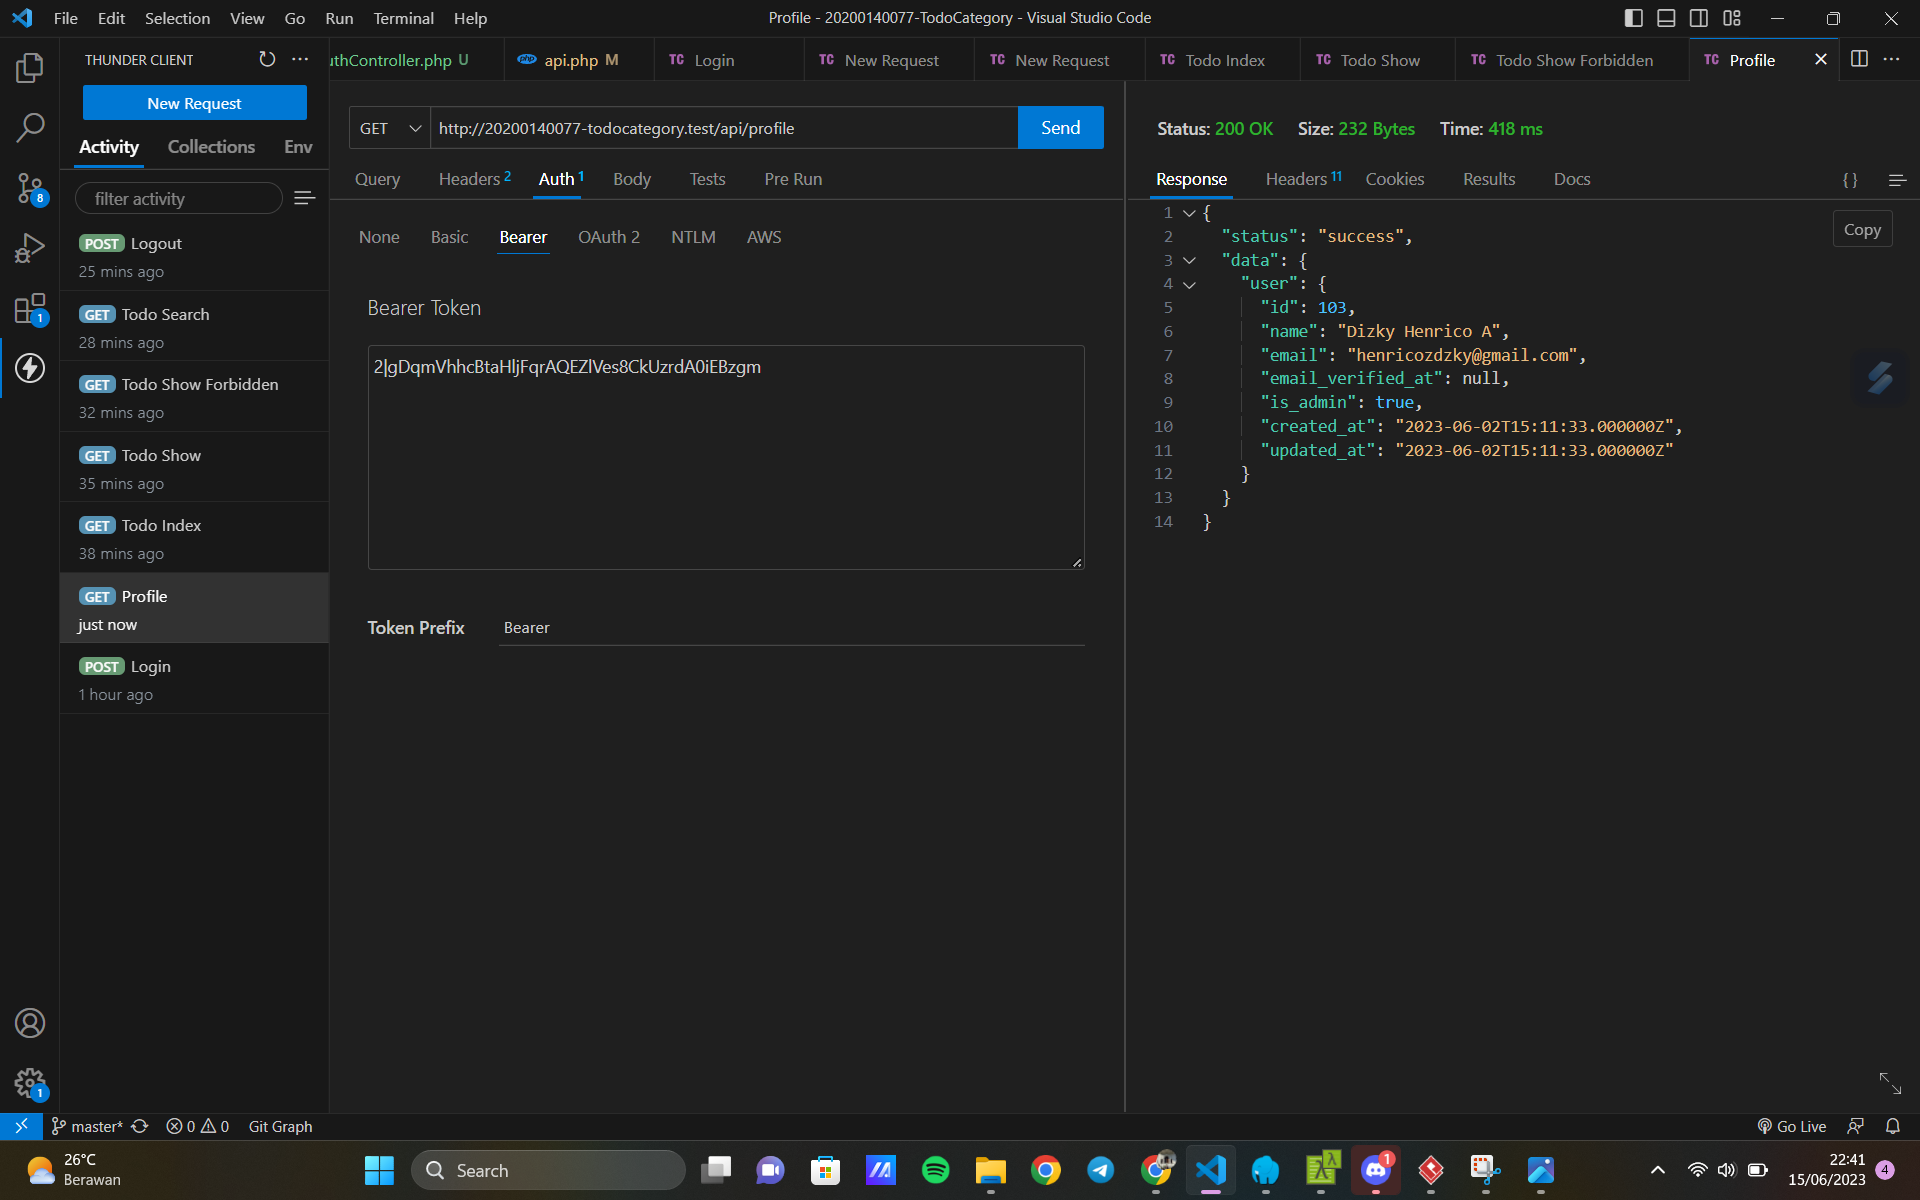 File Edit Selection View Go Run Terminal Help
Profile - 20200140077-TodoCategory - Visual Studio Code
THUNDER CLIENT
uthController.php U
php api.php M
TC Login
TC New Request
TC New Request
TC Todo Index
TC Todo Show
TC Todo Show Forbidden
TC Profile
New Request
Activity Collections Env
filter activity
POST Logout
25 mins ago
GET Todo Search
28 mins ago
GET Todo Show Forbidden
32 mins ago
GET Todo Show
35 mins ago
GET Todo Index
38 mins ago
GET Profile
just now
POST Login
1 hour ago
8
1
1
GET http://20200140077-todocategory.test/api/profile Send
Query Headers 2 Auth 1 Body Tests Pre Run
None Basic Bearer OAuth 2 NTLM AWS
Bearer Token
2|gDqmVhhcBtaHljFqrAQEZlVes8CkUzrdA0iEBzgm
Token Prefix Bearer
Status: 200 OK Size: 232 Bytes Time: 418 ms
Response Headers 11 Cookies Results Docs { }
Copy
1 {
2 "status": "success",
3 "data": {
4 "user": {
5 "id": 103,
6 "name": "Dizky Henrico A",
7 "email": "henricozdzky@gmail.com",
8 "email_verified_at": null,
9 "is_admin": true,
10 "created_at": "2023-06-02T15:11:33.000000Z",
11 "updated_at": "2023-06-02T15:11:33.000000Z"
12 }
13 }
14 }
master* 0 0 Git Graph
Go Live
26°C
Berawan
Search
1
22:41
15/06/2023
4